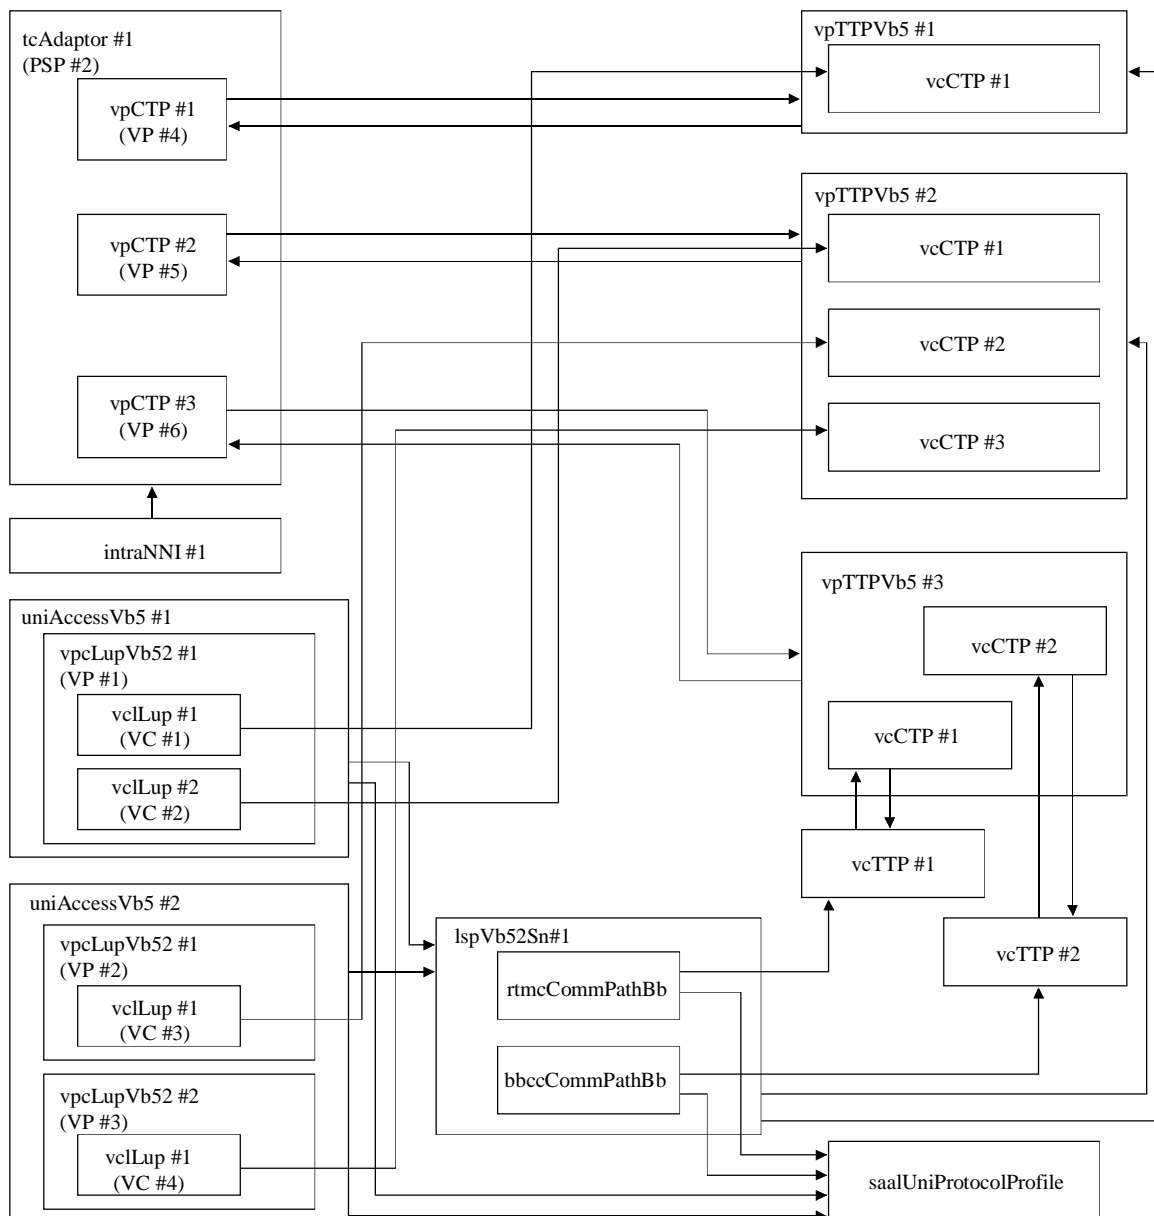 tcAdaptor #1
(PSP #2)
vpCTP #1
(VP #4)
vpCTP #2
(VP #5)
vpCTP #3
(VP #6)
intraNNI #1
uniAccessVb5 #1
vpcLupVb52 #1
(VP #1)
vclLup #1
(VC #1)
vclLup #2
(VC #2)
uniAccessVb5 #2
vpcLupVb52 #1
(VP #2)
vclLup #1
(VC #3)
vpcLupVb52 #2
(VP #3)
vclLup #1
(VC #4)
lspVb52Sn#1
rtmcCommPathBb
bbccCommPathBb
vpTTPVb5 #1
vcCTP #1
vpTTPVb5 #2
vcCTP #1
vcCTP #2
vcCTP #3
vpTTPVb5 #3
vcCTP #2
vcCTP #1
vcTTP #1
vcTTP #2
saalUniProtocolProfile